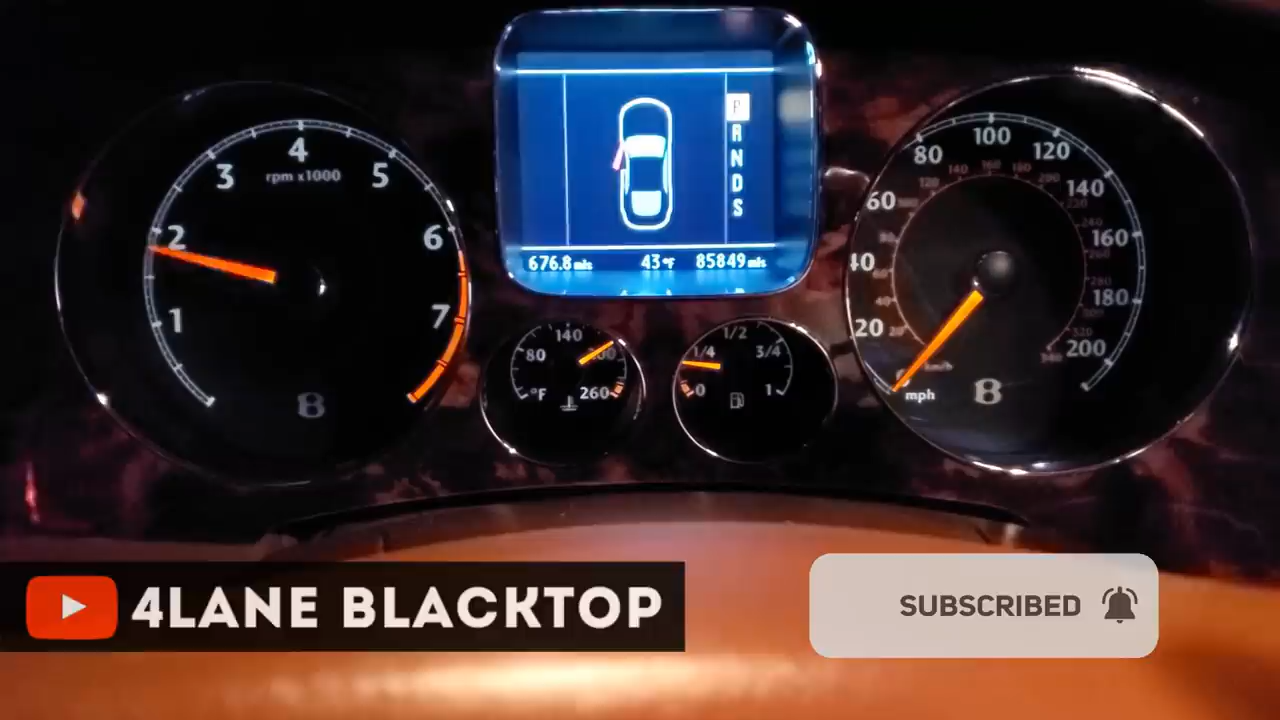 1
2
3
4
5
6
7
rpm x1000
B
P
R
N
D
S
676.8 mls
43°F
85849 mls
80
140
260
°F
0
1/4
1/2
3/4
1
20
40
60
80
100
120
140
160
180
200
mph
km/h
B
4LANE BLACKTOP
SUBSCRIBED